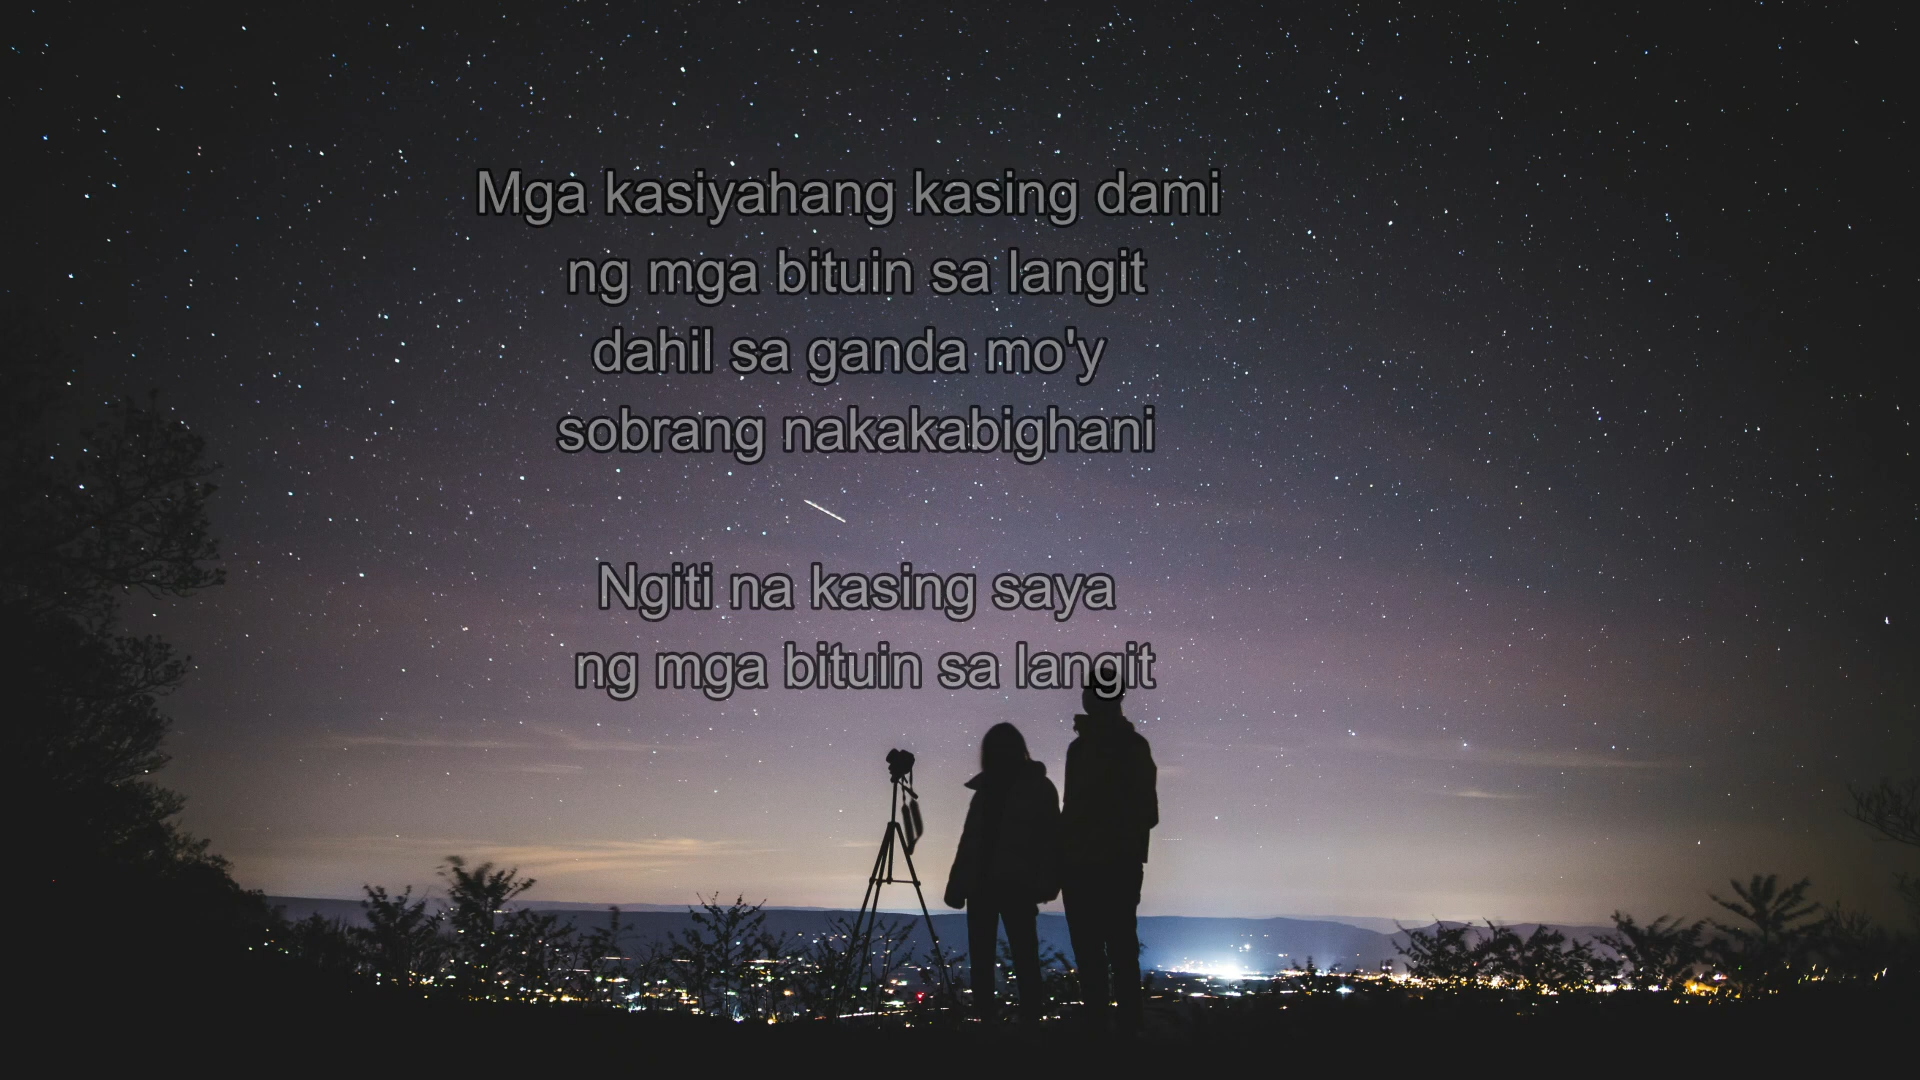 Mga kasiyahang kasing dami
ng mga bituin sa langit
dahil sa ganda mo'y
sobrang nakakabighani
Ngiti na kasing saya
ng mga bituin sa langit